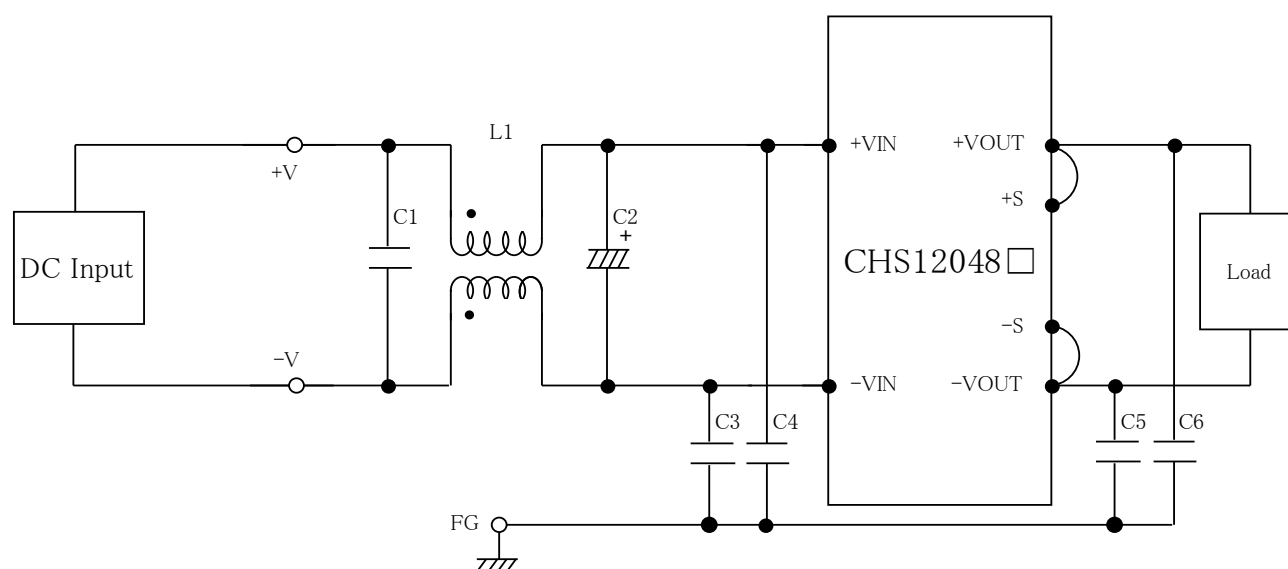 L1
+VIN
+VOUT
+V
+S
C1
C2
+
DC Input
CHS12048□
Load
−S
−V
−VIN
−VOUT
C3
C4
C5
C6
FG